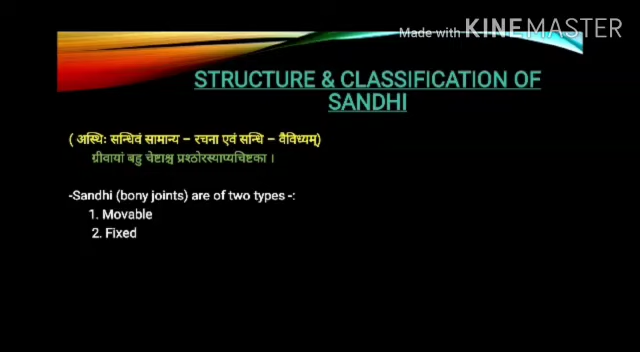 Made with KINEMASTER
STRUCTURE & CLASSIFICATION OF
SANDHI
( अस्थिः सन्धिवं सामान्य – रचना एवं सन्धि – वैविध्यम्)
ग्रीवायां बहु चेष्टाश्च प्रश्ठोरस्याप्यचिष्टका ।
-Sandhi (bony joints) are of two types -:
1. Movable
2. Fixed